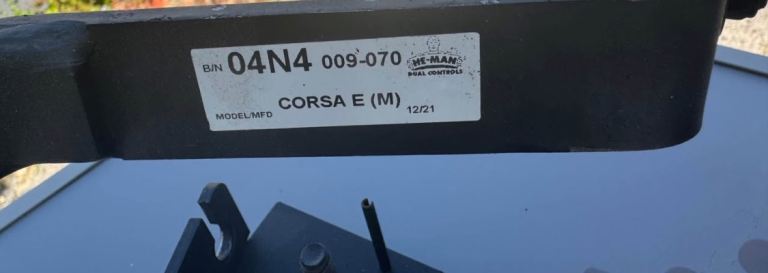 B/N 04N4 009-070
HE-MAN
DUAL CONTROLS
CORSA E (M)
MODEL/MFD 12/21